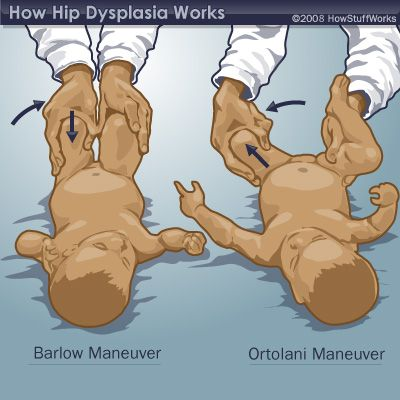 How Hip Dysplasia Works
©2008 HowStuffWorks
Barlow Maneuver
Ortolani Maneuver